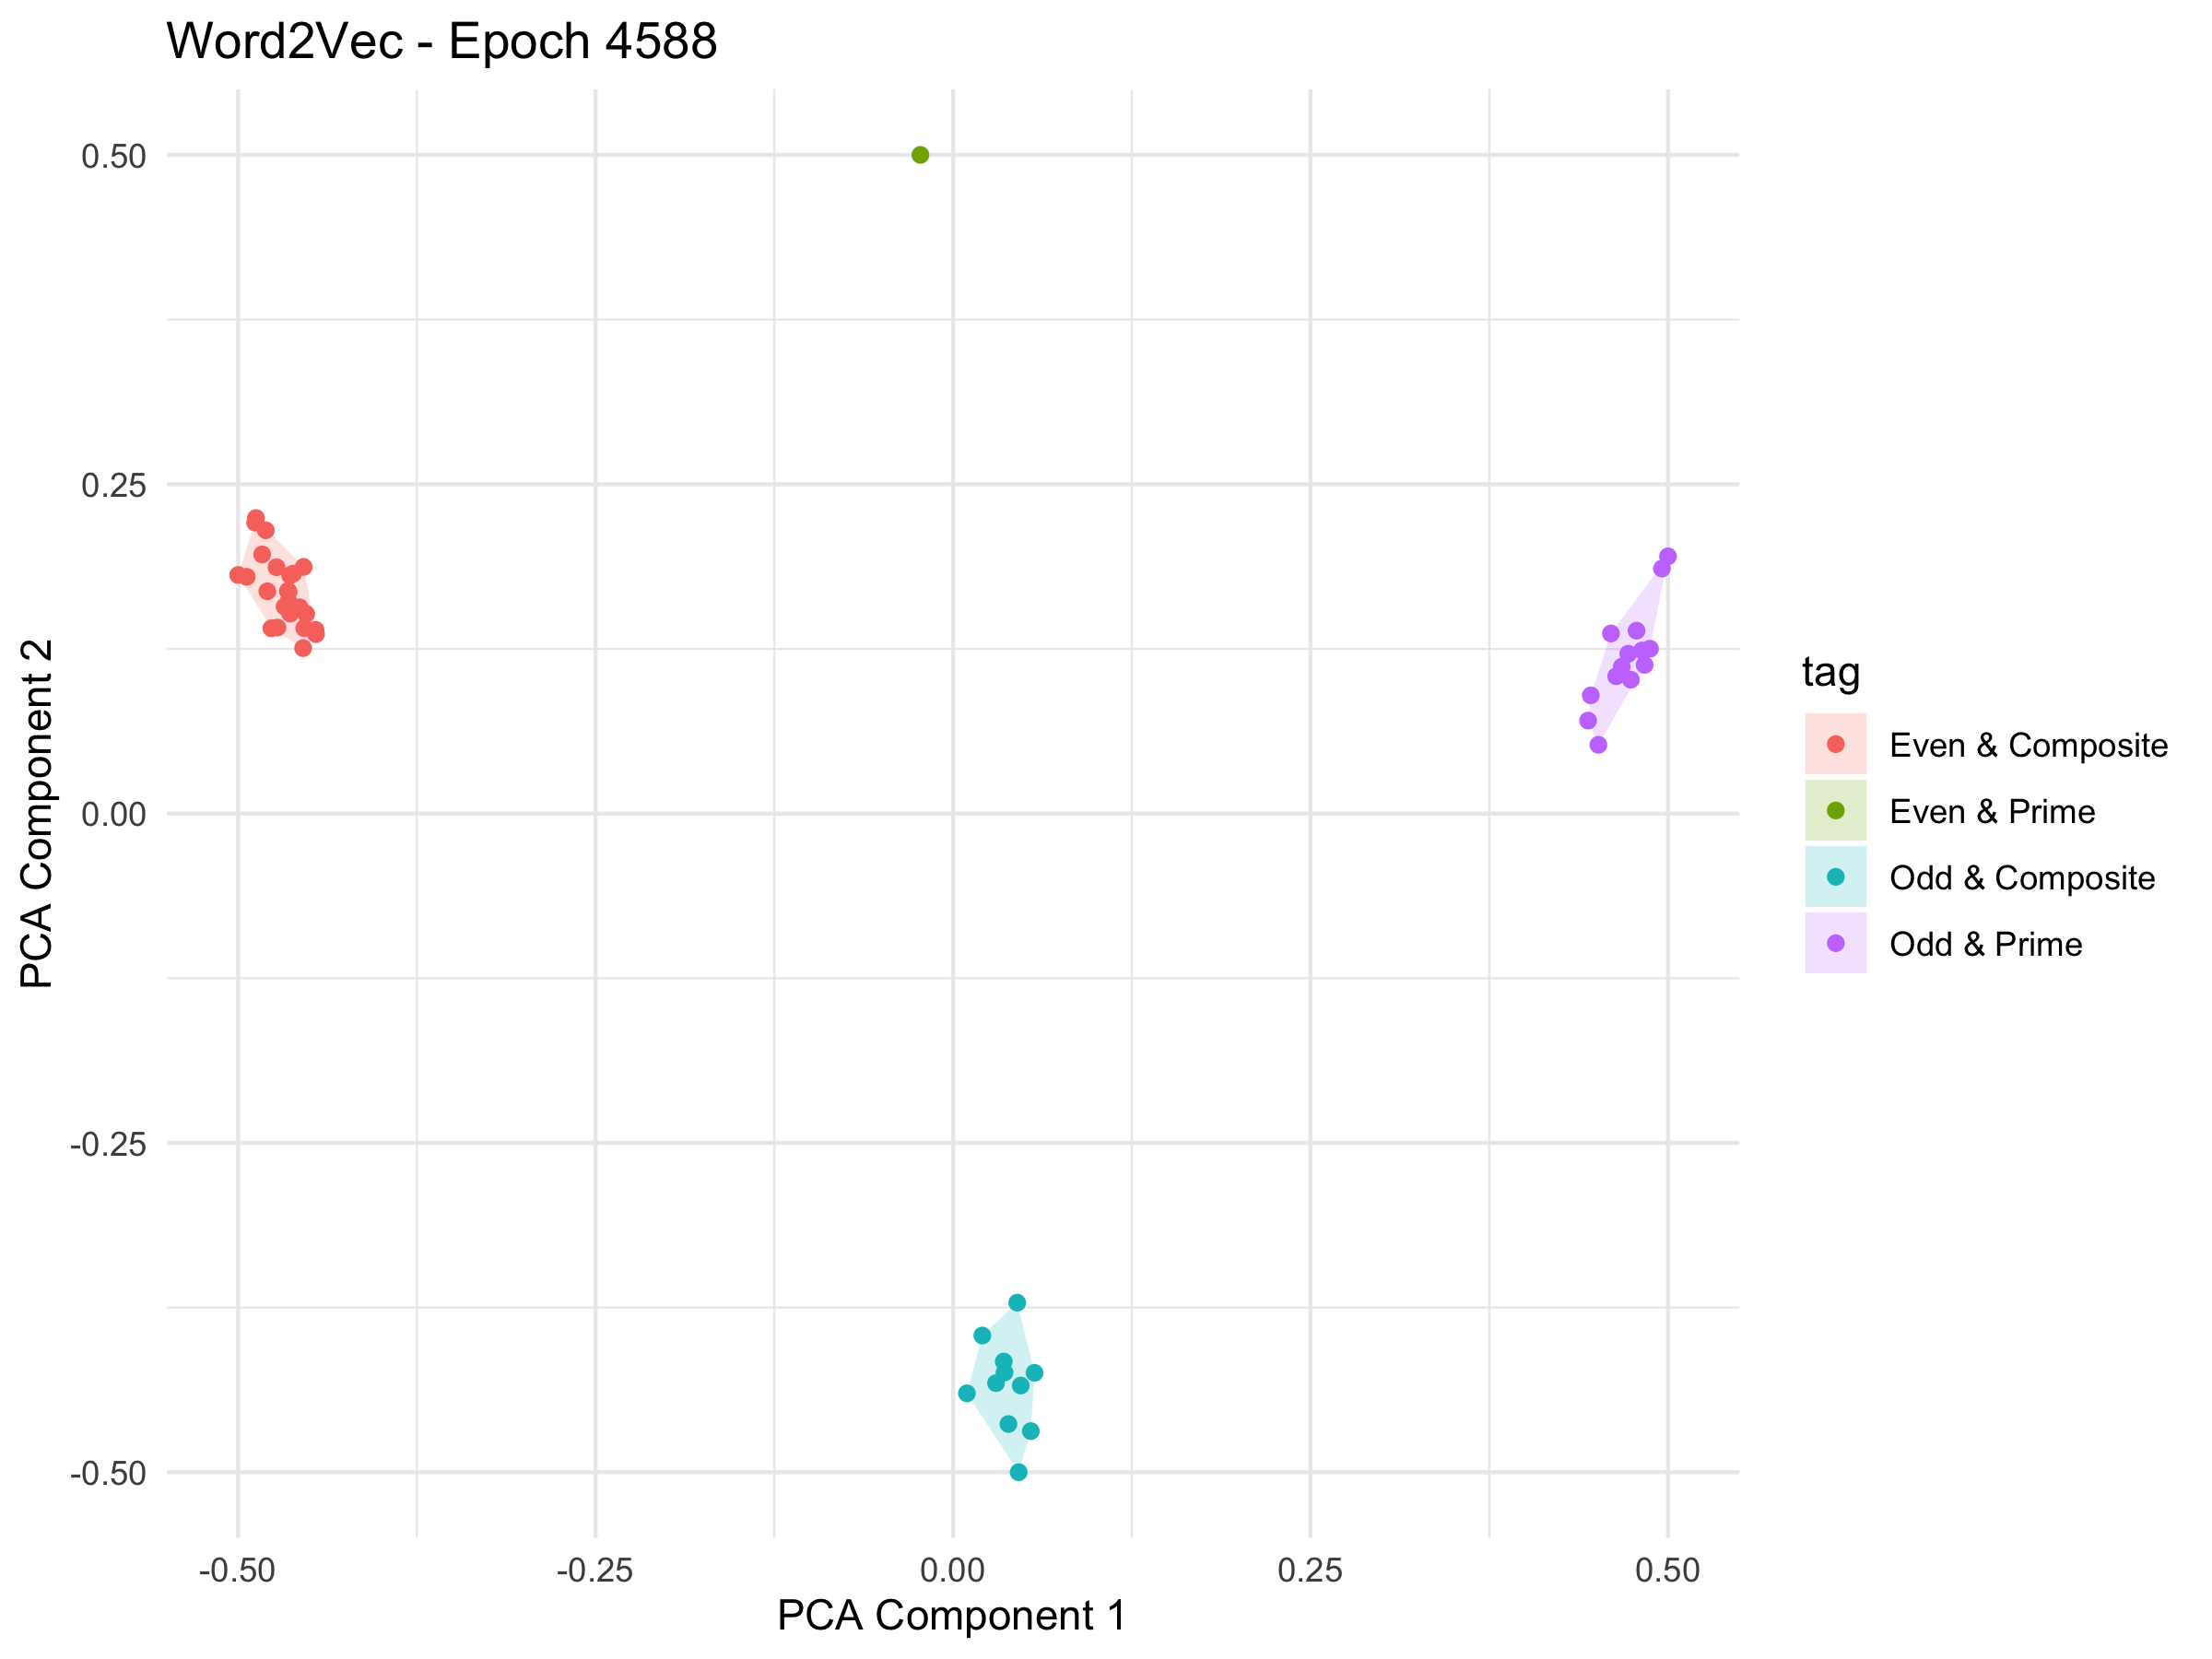 Word2Vec - Epoch 4588
0.50
0.25
0.00
-0.25
-0.50
PCA Component 2
-0.50
-0.25
0.00
0.25
0.50
PCA Component 1
tag
Even & Composite
Even & Prime
Odd & Composite
Odd & Prime